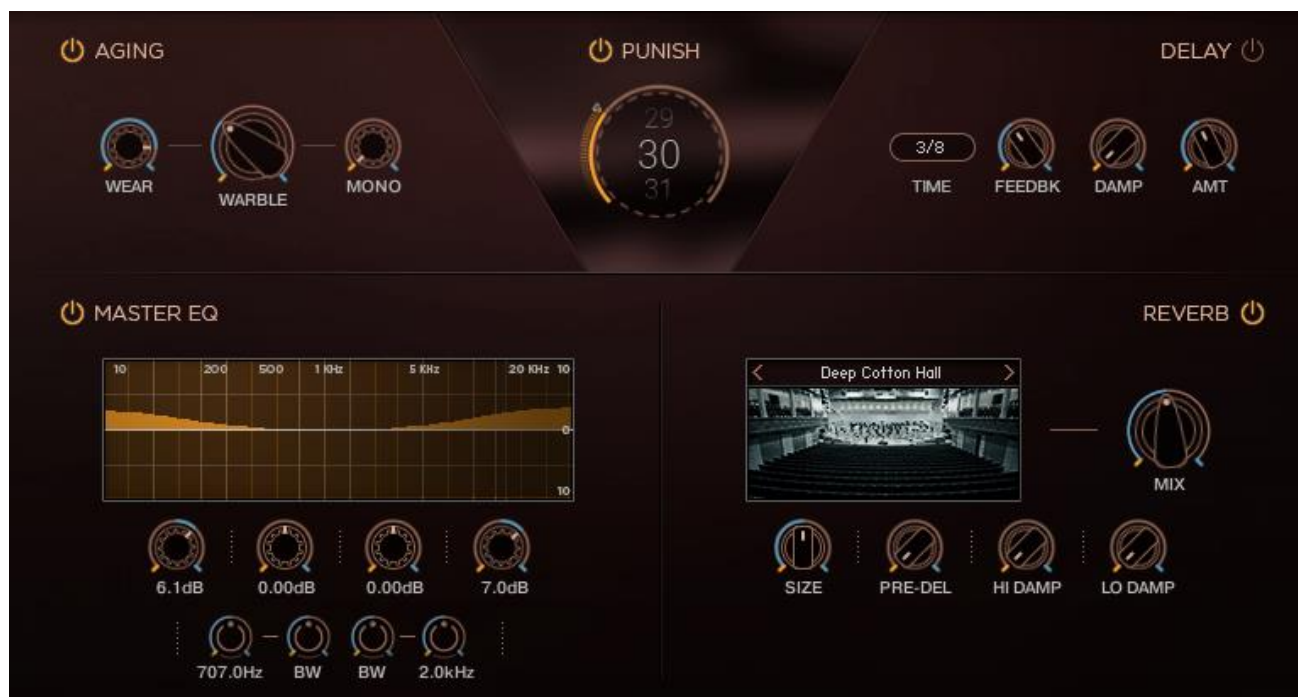 AGING
PUNISH
DELAY
29
30
31
3/8
WEAR
WARBLE
MONO
TIME
FEEDBK
DAMP
AMT
MASTER EQ
REVERB
10 200 500 1 KHz 5 KHz 20 KHz 10
0
10
Deep Cotton Hall
MIX
6.1dB
0.00dB
0.00dB
7.0dB
SIZE
PRE-DEL
HI DAMP
LO DAMP
707.0Hz
BW
BW
2.0kHz